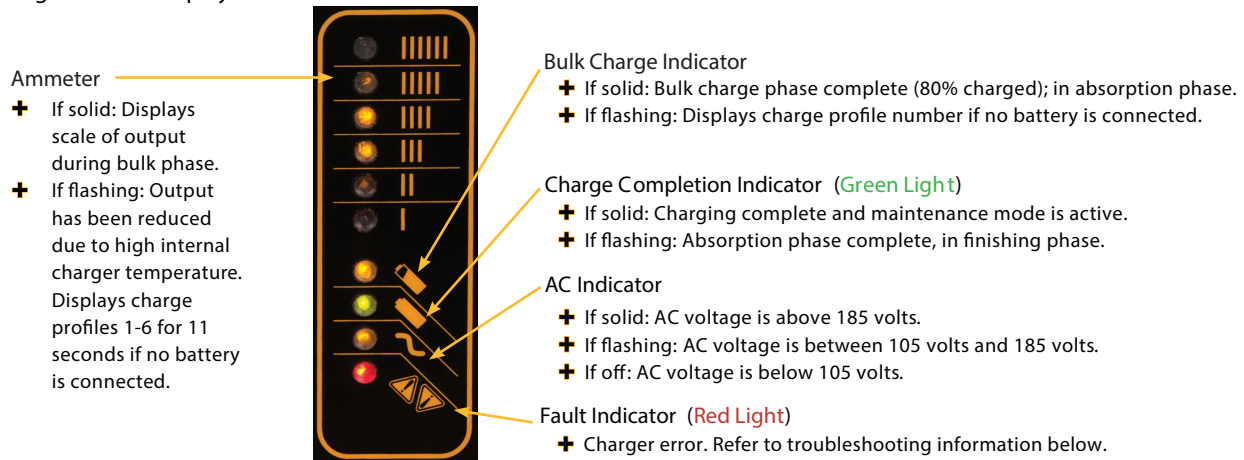 Ammeter
✚ If solid: Displays
scale of output
during bulk phase.
✚ If flashing: Output
has been reduced
due to high internal
charger temperature.
Displays charge
profiles 1-6 for 11
seconds if no battery
is connected.
Bulk Charge Indicator
✚ If solid: Bulk charge phase complete (80% charged); in absorption phase.
✚ If flashing: Displays charge profile number if no battery is connected.
Charge Completion Indicator (Green Light)
✚ If solid: Charging complete and maintenance mode is active.
✚ If flashing: Absorption phase complete, in finishing phase.
AC Indicator
✚ If solid: AC voltage is above 185 volts.
✚ If flashing: AC voltage is between 105 volts and 185 volts.
✚ If off: AC voltage is below 105 volts.
Fault Indicator (Red Light)
✚ Charger error. Refer to troubleshooting information below.